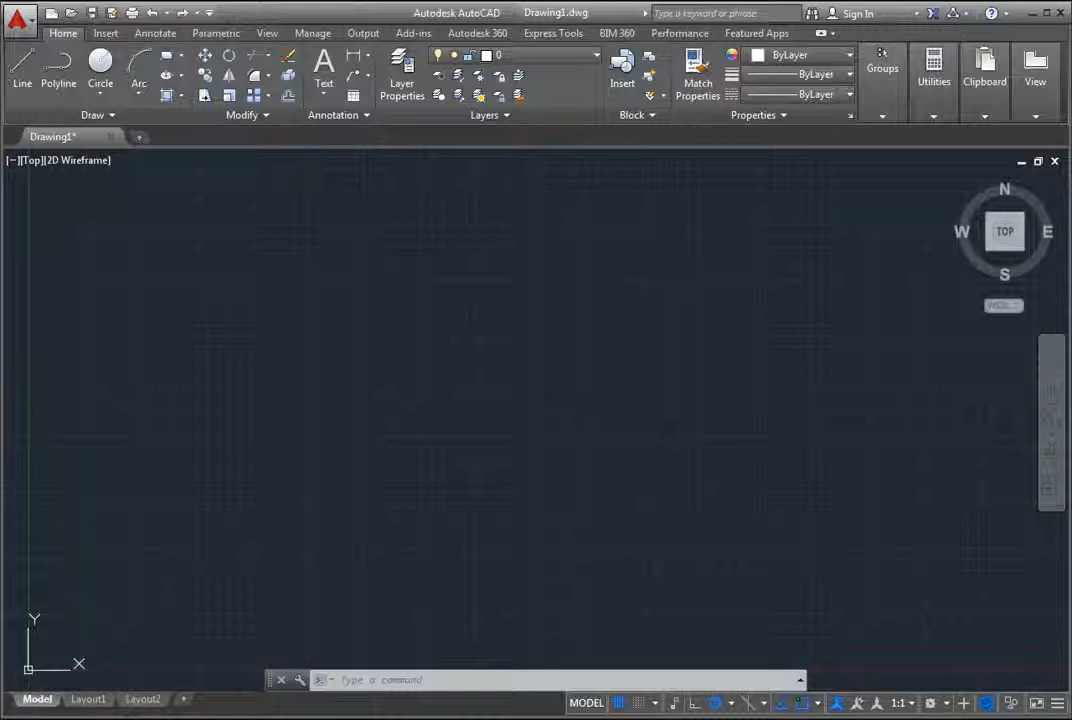 Autodesk AutoCAD Drawing1.dwg Type a keyword or phrase Sign In
Home Insert Annotate Parametric View Manage Output Add-ins Autodesk 360 Express Tools BIM 360 Performance Featured Apps
0 ByLayer
ByLayer
ByLayer
Line Polyline Circle Arc Text Layer Properties Insert Match Properties Groups Utilities Clipboard View
Draw Modify Annotation Layers Block Properties
Drawing1*
[−][Top][2D Wireframe]
N
W TOP E
S
WCS
Y
X
Type a command
Model Layout1 Layout2 + MODEL 1:1